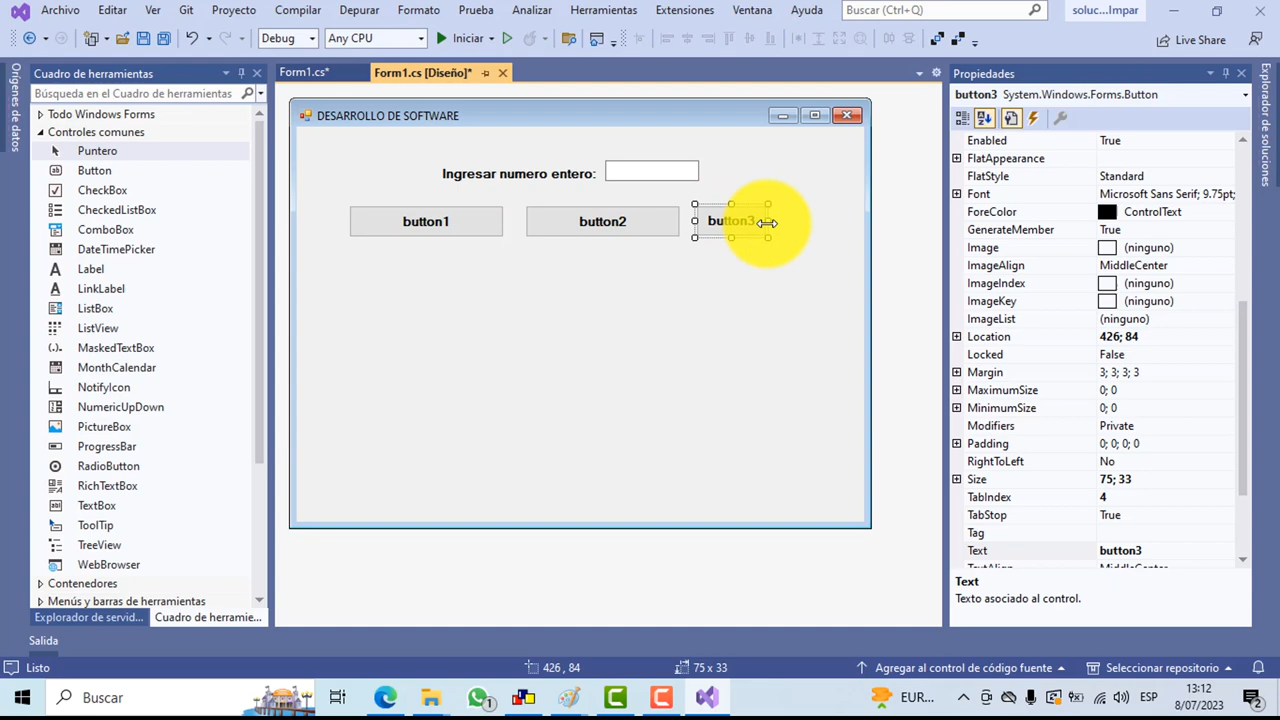 Archivo Editar Ver Git Proyecto Compilar Depurar Formato Prueba Analizar Herramientas Extensiones Ventana Ayuda Buscar (Ctrl+Q) soluc...Impar
Debug Any CPU Iniciar Live Share
Orígenes de datos
Cuadro de herramientas
Búsqueda en el Cuadro de herramientas
Todo Windows Forms
Controles comunes
Puntero
Button
CheckBox
CheckedListBox
ComboBox
DateTimePicker
Label
LinkLabel
ListBox
ListView
MaskedTextBox
MonthCalendar
NotifyIcon
NumericUpDown
PictureBox
ProgressBar
RadioButton
RichTextBox
TextBox
ToolTip
TreeView
WebBrowser
Contenedores
Menús y barras de herramientas
Explorador de servid... Cuadro de herramie...
Form1.cs* Form1.cs [Diseño]*
DESARROLLO DE SOFTWARE
Ingresar numero entero:
button1 button2 button3
Propiedades
button3 System.Windows.Forms.Button
Enabled True
FlatAppearance
FlatStyle Standard
Font Microsoft Sans Serif; 9.75pt;
ForeColor ControlText
GenerateMember True
Image (ninguno)
ImageAlign MiddleCenter
ImageIndex (ninguno)
ImageKey (ninguno)
ImageList (ninguno)
Location 426; 84
Locked False
Margin 3; 3; 3; 3
MaximumSize 0; 0
MinimumSize 0; 0
Modifiers Private
Padding 0; 0; 0; 0
RightToLeft No
Size 75; 33
TabIndex 4
TabStop True
Tag
Text button3
TextAlign MiddleCenter
Text
Texto asociado al control.
Explorador de soluciones
Salida
Listo 426 , 84 75 x 33 Agregar al control de código fuente Seleccionar repositorio
Buscar 1 EUR... ESP 13:12
8/07/2023 2